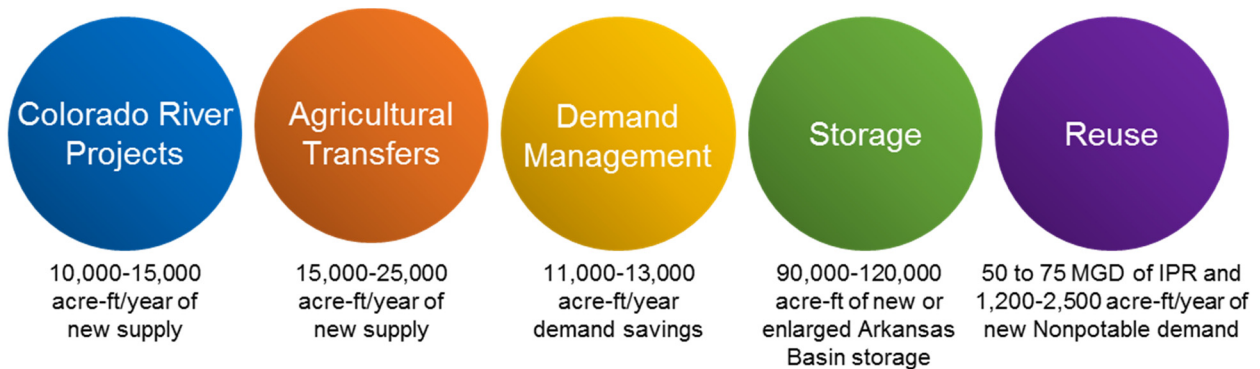 Colorado River
Projects
10,000-15,000
acre-ft/year of
new supply
Agricultural
Transfers
15,000-25,000
acre-ft/year of
new supply
Demand
Management
11,000-13,000
acre-ft/year
demand savings
Storage
90,000-120,000
acre-ft of new or
enlarged Arkansas
Basin storage
Reuse
50 to 75 MGD of IPR and
1,200-2,500 acre-ft/year of
new Nonpotable demand